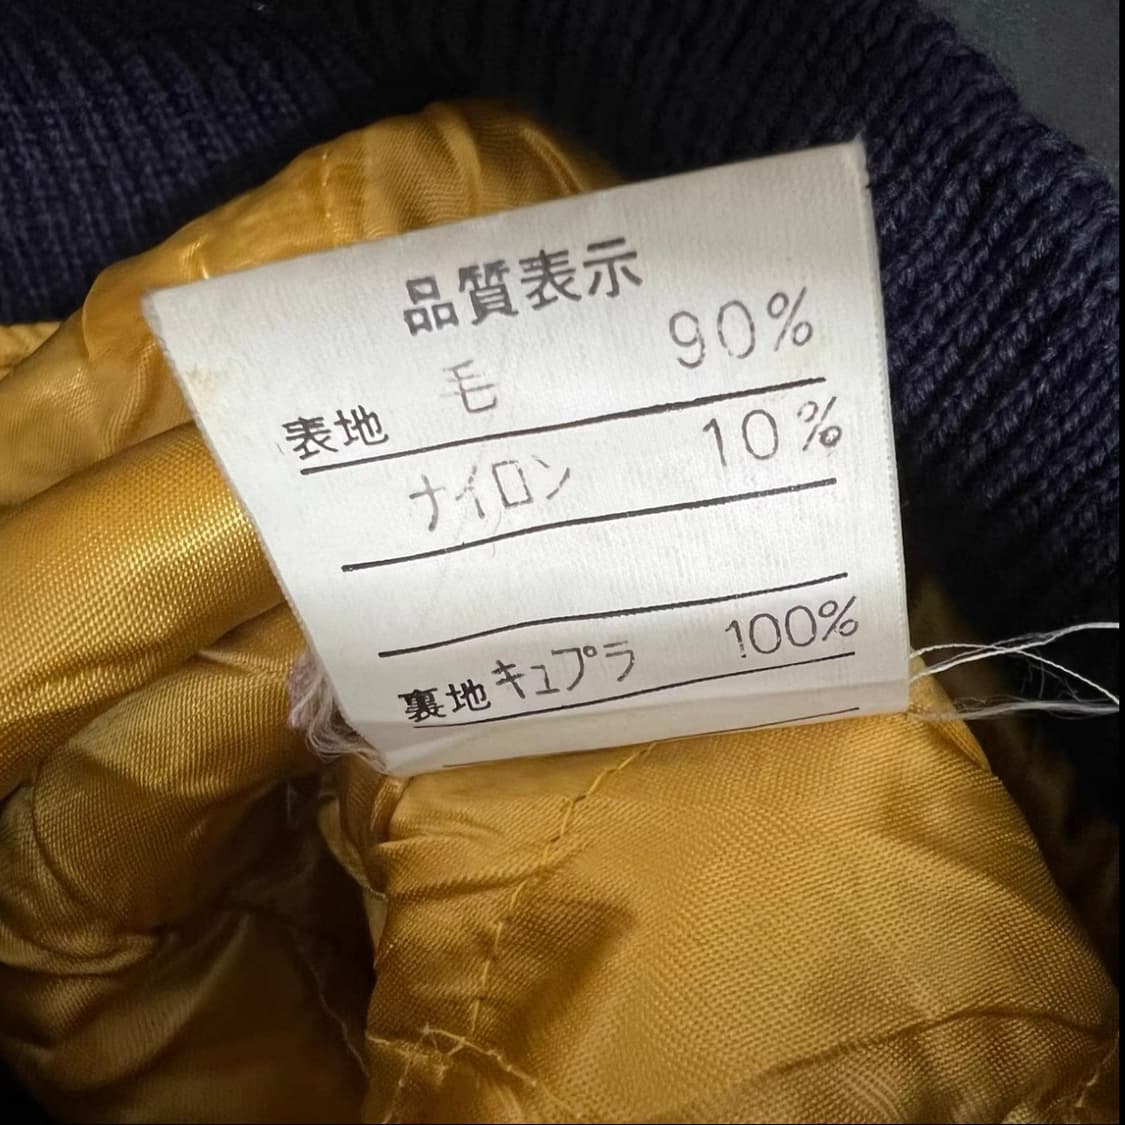 品質表示
表地 毛 90%
ナイロン 10%
裏地 キュプラ 100%